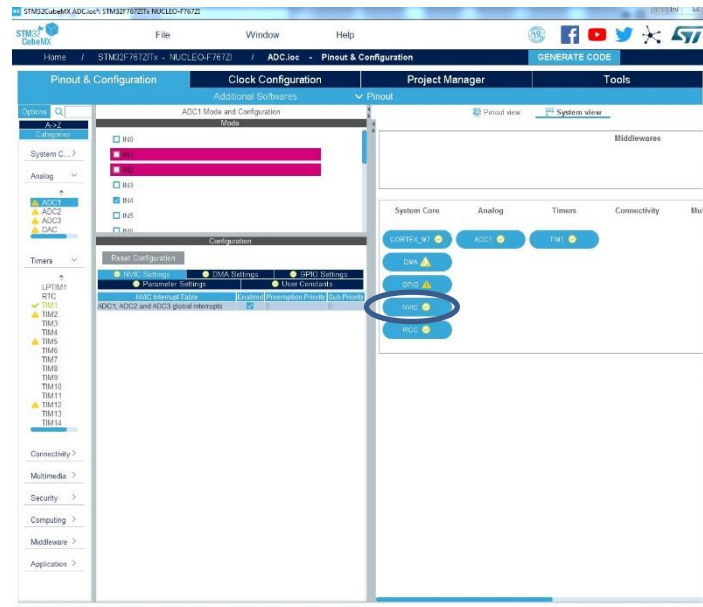 STM32CubeMX ADC.ioc*: STM32F767ZITx NUCLEO-F767ZI
STM32 CubeMX
File Window Help
Home / STM32F767ZITx - NUCLEO-F767ZI / ADC.ioc - Pinout & Configuration GENERATE CODE
Pinout & Configuration Clock Configuration Project Manager Tools
Additional Softwares Pinout
Options ADC1 Mode and Configuration Pinout view System view
A->Z
Categories
Mode
IN0
IN1
IN2
IN3
IN4
IN5
IN6
Configuration
Reset Configuration
NVIC Settings DMA Settings GPIO Settings
Parameter Settings User Constants
NVIC Interrupt Table Enabled Preemption Priority Sub Priority
ADC1, ADC2 and ADC3 global interrupts 0 0
System C...
Analog
ADC1
ADC2
ADC3
DAC
Timers
LPTIM1
RTC
TIM1
TIM2
TIM3
TIM4
TIM5
TIM6
TIM7
TIM8
TIM9
TIM10
TIM11
TIM12
TIM13
TIM14
Connectivity
Multimedia
Security
Computing
Middleware
Application
Middlewares
System Core Analog Timers Connectivity Mul
CORTEX_M7 ADC1 TIM1
DMA
GPIO
NVIC
RCC